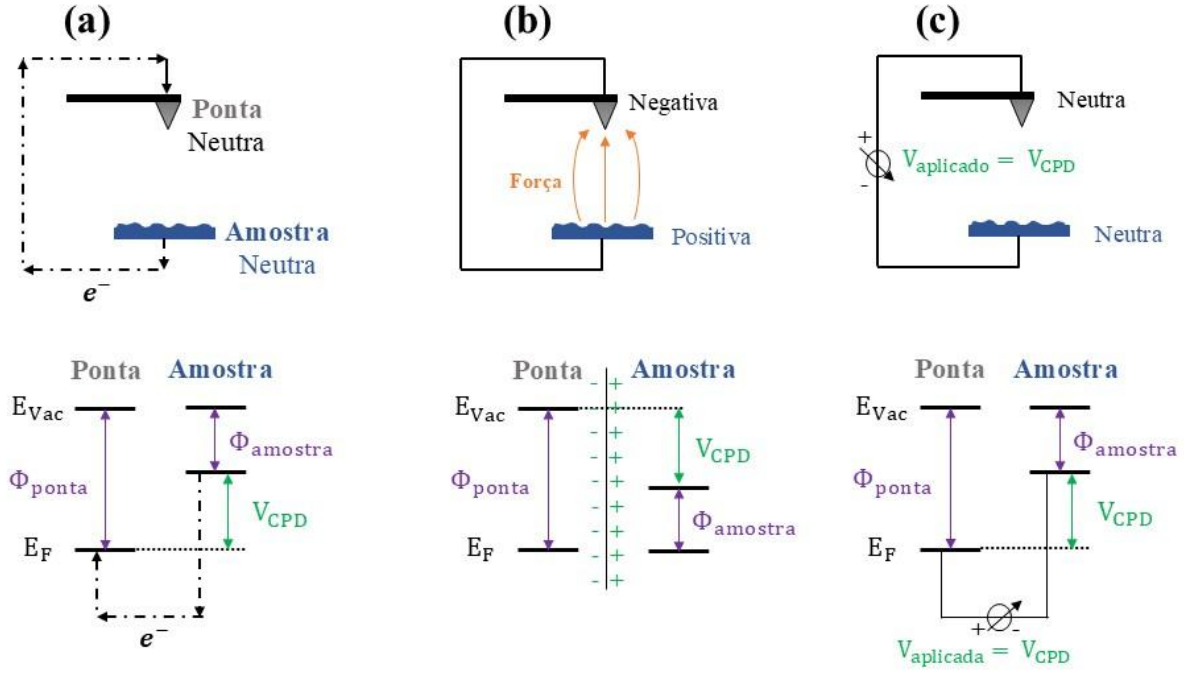 (a)
Ponta
Neutra
Amostra
Neutra
e⁻
(b)
Negativa
Força
Positiva
(c)
Neutra
+
-
V_aplicado = V_CPD
Neutra
Ponta Amostra
E_Vac
Φ_amostra
Φ_ponta
V_CPD
E_F
e⁻
Ponta Amostra
- +
- +
- +
- +
- +
- +
- +
- +
- +
E_Vac
V_CPD
Φ_ponta
Φ_amostra
E_F
Ponta Amostra
E_Vac
Φ_amostra
Φ_ponta
V_CPD
E_F
+ -
V_aplicada = V_CPD